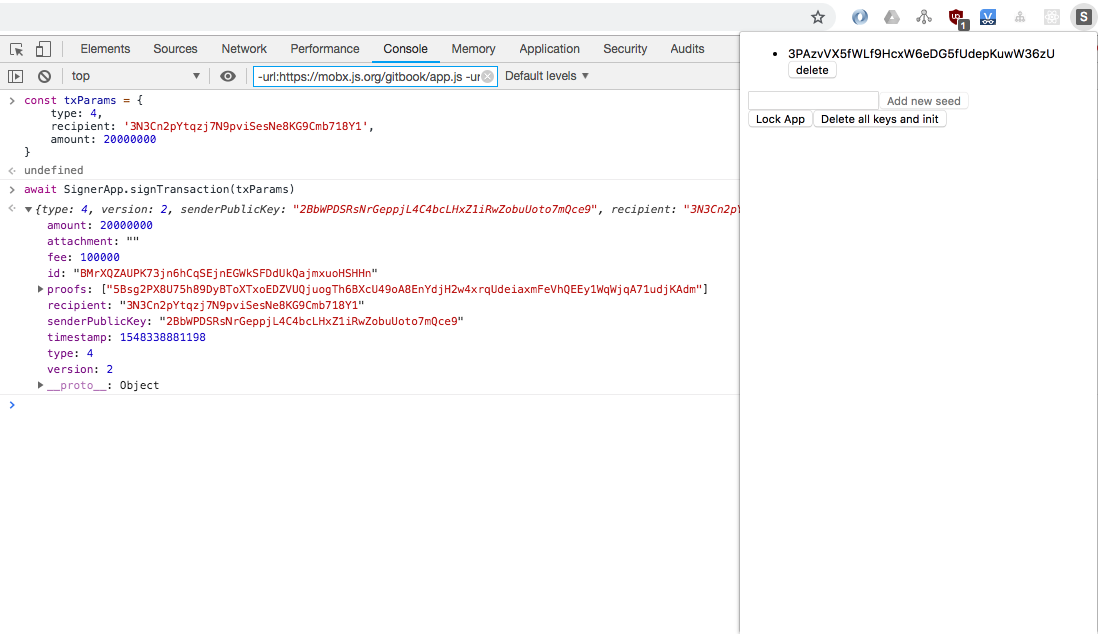 Elements Sources Network Performance Console Memory Application Security Audits
top -url:https://mobx.js.org/gitbook/app.js -ur Default levels
const txParams = {
type: 4,
recipient: '3N3Cn2pYtqzj7N9pviSesNe8KG9Cmb718Y1',
amount: 20000000
}
undefined
await SignerApp.signTransaction(txParams)
{type: 4, version: 2, senderPublicKey: "2BbWPDSRsNrGeppjL4C4bcLHxZ1iRwZobuUoto7mQce9", recipient: "3N3Cn2pY
amount: 20000000
attachment: ""
fee: 100000
id: "BMrXQZAUPK73jn6hCqSEjnEGWkSFDdUkQajmxuoHSHHn"
proofs: ["5Bsg2PX8U75h89DyBToXTxoEDZVUQjuogTh6BXcU49oA8EnYdjH2w4xrqUdeiaxmFeVhQEEy1WqWjqA71udjKAdm"]
recipient: "3N3Cn2pYtqzj7N9pviSesNe8KG9Cmb718Y1"
senderPublicKey: "2BbWPDSRsNrGeppjL4C4bcLHxZ1iRwZobuUoto7mQce9"
timestamp: 1548338881198
type: 4
version: 2
__proto__: Object
1
S
3PAzvVX5fWLf9HcxW6eDG5fUdepKuwW36zU
delete
Add new seed
Lock App Delete all keys and init